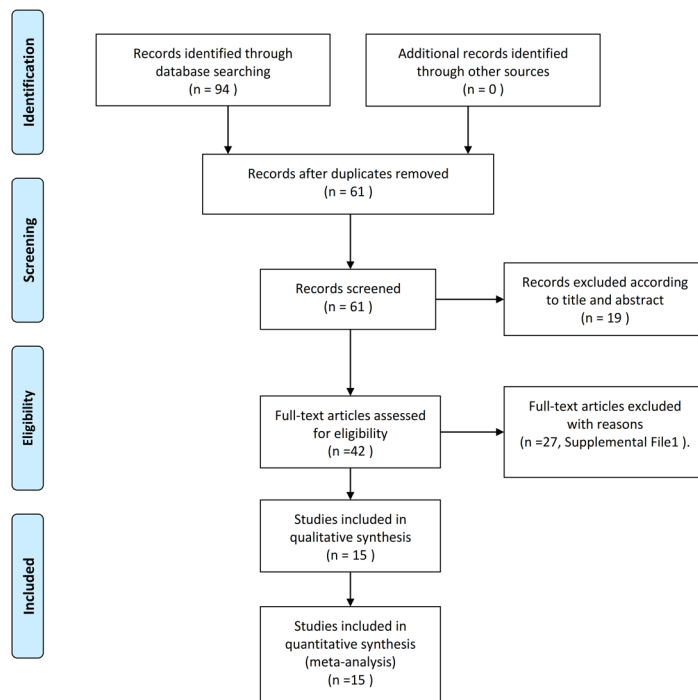 Identification
Records identified through
database searching
(n = 94 )
Additional records identified
through other sources
(n = 0 )
Records after duplicates removed
(n = 61 )
Screening
Records screened
(n = 61 )
Records excluded according
to title and abstract
(n = 19 )
Eligibility
Full-text articles assessed
for eligibility
(n =42 )
Full-text articles excluded
with reasons
(n =27, Supplemental File1 ).
Included
Studies included in
qualitative synthesis
(n = 15 )
Studies included in
quantitative synthesis
(meta-analysis)
(n =15 )